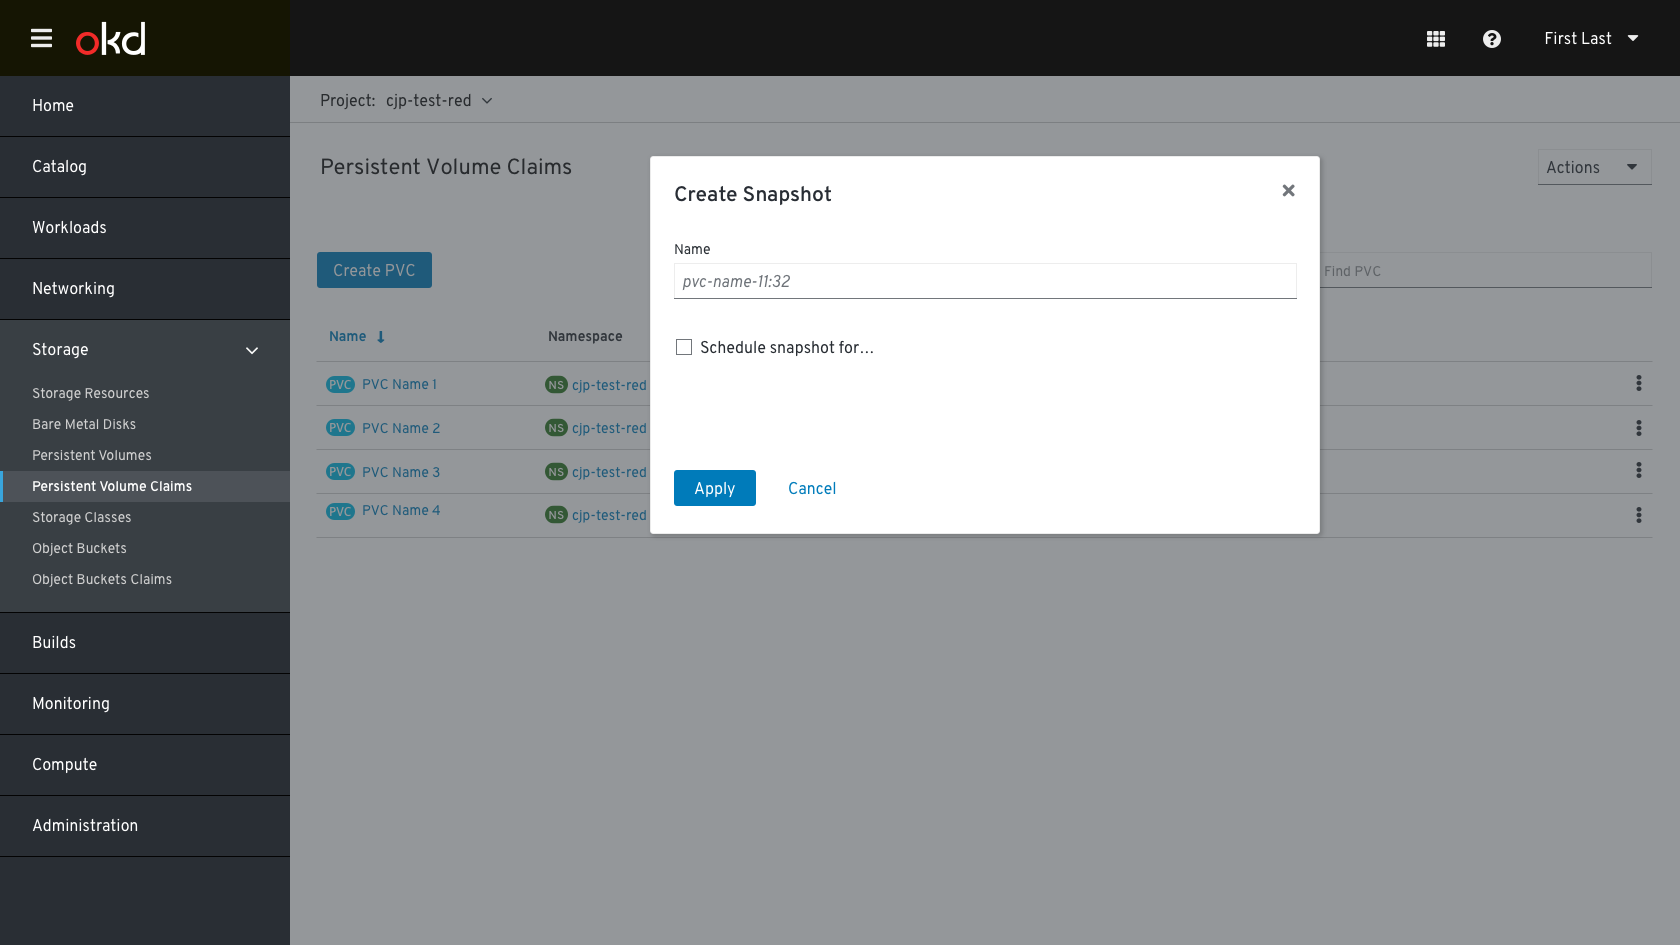 okd
First Last
Home
Catalog
Workloads
Networking
Storage
Storage Resources
Bare Metal Disks
Persistent Volumes
Persistent Volume Claims
Storage Classes
Object Buckets
Object Buckets Claims
Builds
Monitoring
Compute
Administration
Project: cjp-test-red
Persistent Volume Claims
Actions
Create PVC
Find PVC
Name
Namespace
PVC PVC Name 1 NS cjp-test-red
PVC PVC Name 2 NS cjp-test-red
PVC PVC Name 3 NS cjp-test-red
PVC PVC Name 4 NS cjp-test-red
Create Snapshot
Name
pvc-name-11:32
Schedule snapshot for...
Apply
Cancel